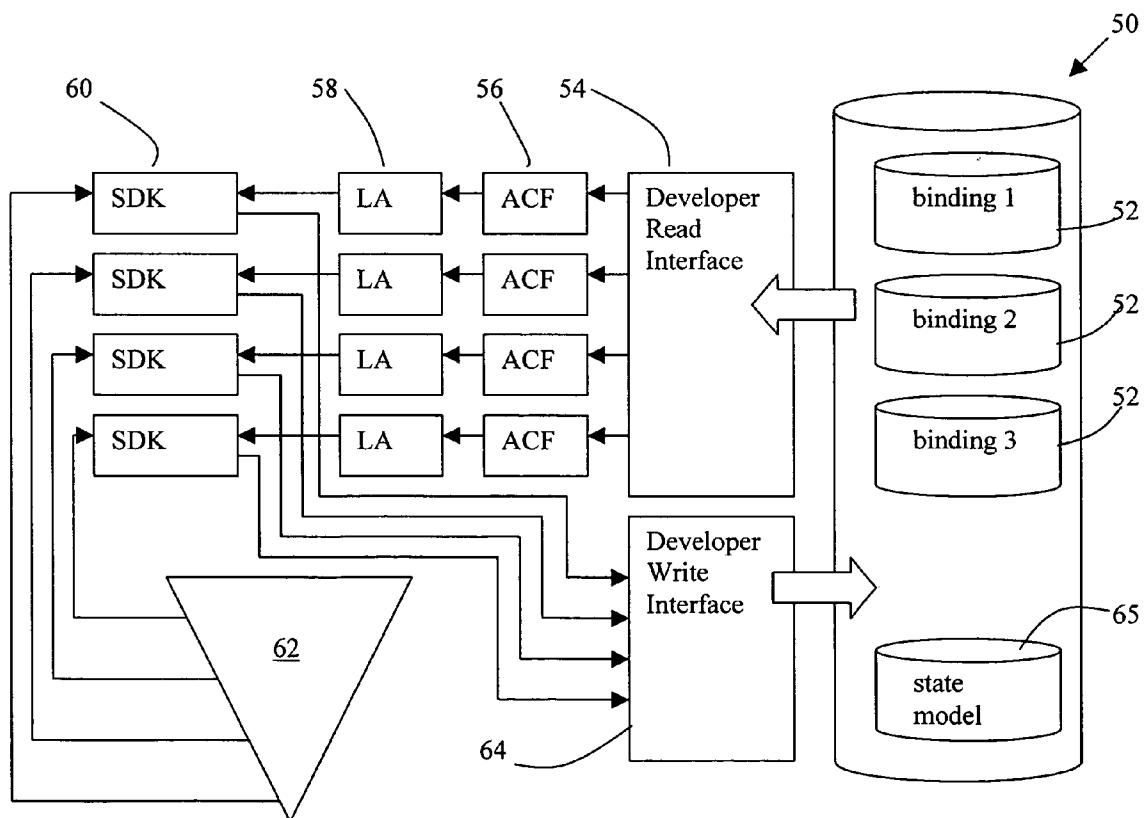 50
60
58
56
54
SDK
LA
ACF
Developer
Read
Interface
binding 1
52
SDK
LA
ACF
binding 2
52
SDK
LA
ACF
SDK
LA
ACF
binding 3
52
Developer
Write
Interface
62
65
state
model
64